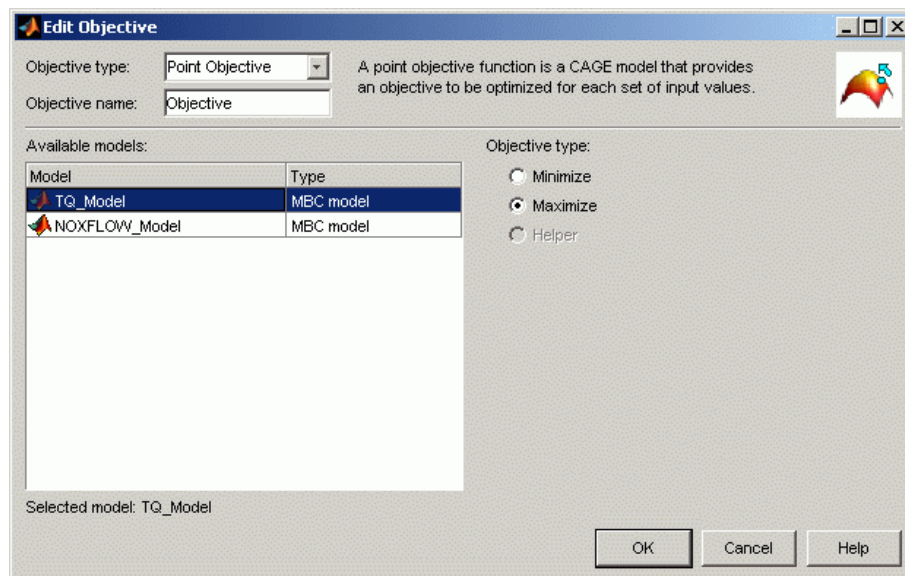 Edit Objective
Objective type: Point Objective
A point objective function is a CAGE model that provides
an objective to be optimized for each set of input values.
Objective name: Objective
Available models:
Objective type:
Model Type
TQ_Model MBC model
NOXFLOW_Model MBC model
Minimize
Maximize
Helper
Selected model: TQ_Model
OK Cancel Help